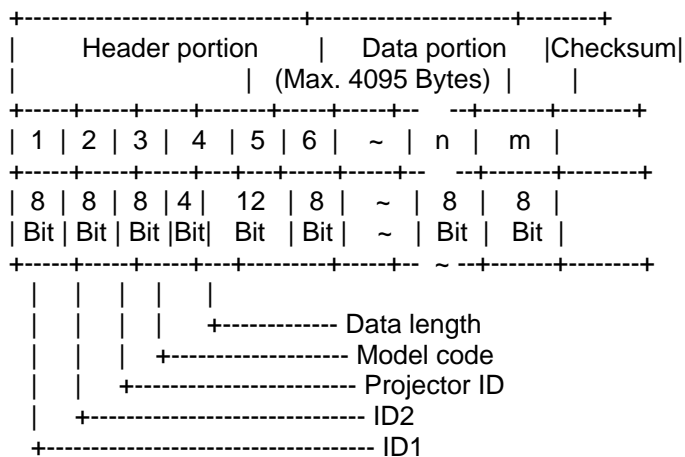 +-------------------------------+----------------------+--------+
| Header portion | Data portion |Checksum|
| | (Max. 4095 Bytes) | |
+-----+-----+-----+-------+-----+-----+-- --+-------+--------+
| 1 | 2 | 3 | 4 | 5 | 6 | ~ | n | m |
+-----+-----+-----+---+---+-----+-----+-- --+-------+--------+
| 8 | 8 | 8 |4 | 12 | 8 | ~ | 8 | 8 |
| Bit | Bit | Bit |Bit| Bit | Bit | ~ | Bit | Bit |
+-----+-----+-----+---+---------+-----+-- ~ --+-------+--------+
| | | | |
| | | | +------------- Data length
| | | +-------------------- Model code
| | +------------------------- Projector ID
| +-------------------------------- ID2
+------------------------------------- ID1